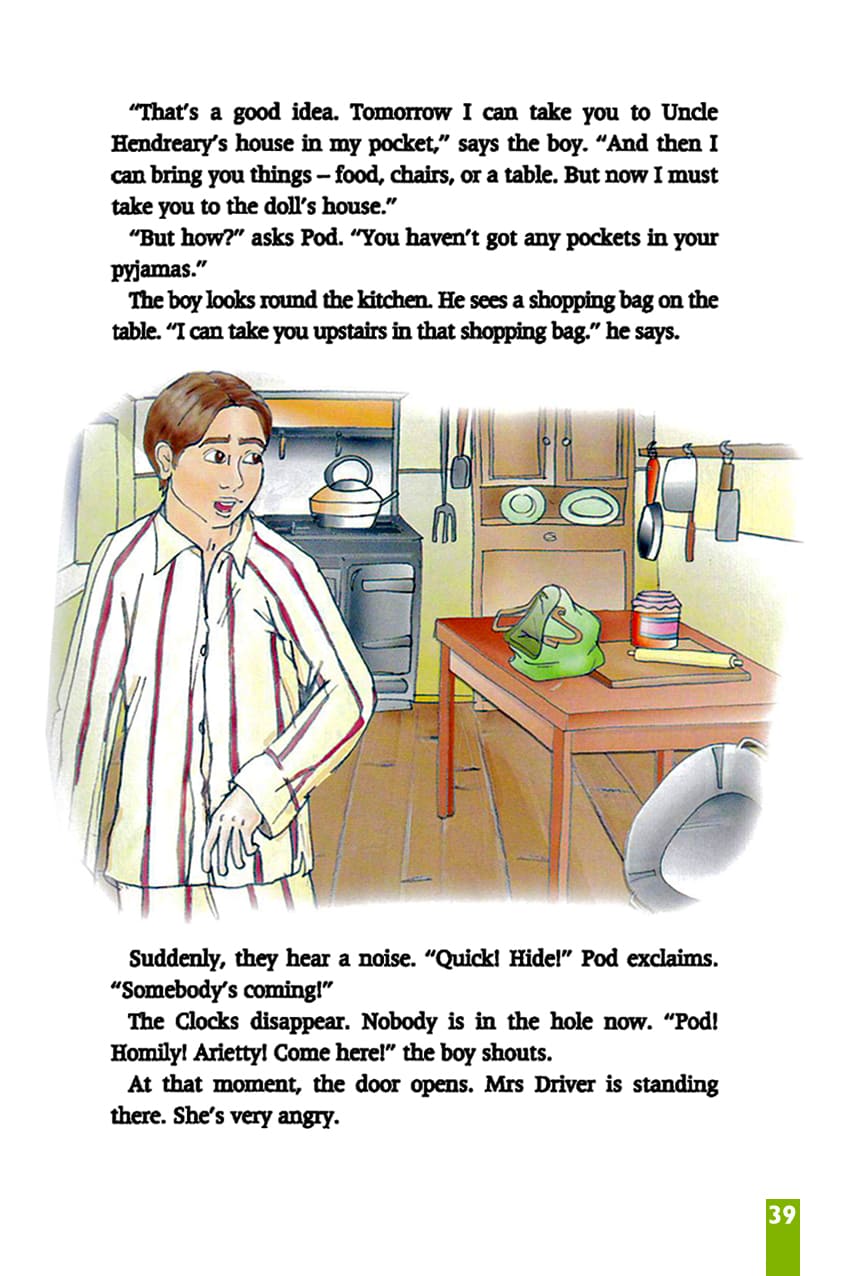 “That’s a good idea. Tomorrow I can take you to Uncle
Hendreary’s house in my pocket,” says the boy. “And then I
can bring you things – food, chairs, or a table. But now I must
take you to the doll’s house.”
“But how?” asks Pod. “You haven’t got any pockets in your
pyjamas.”
The boy looks round the kitchen. He sees a shopping bag on the
table. “I can take you upstairs in that shopping bag.” he says.
Suddenly, they hear a noise. “Quick! Hide!” Pod exclaims.
“Somebody’s coming!”
The Clocks disappear. Nobody is in the hole now. “Pod!
Homily! Arietty! Come here!” the boy shouts.
At that moment, the door opens. Mrs Driver is standing
there. She’s very angry.
39